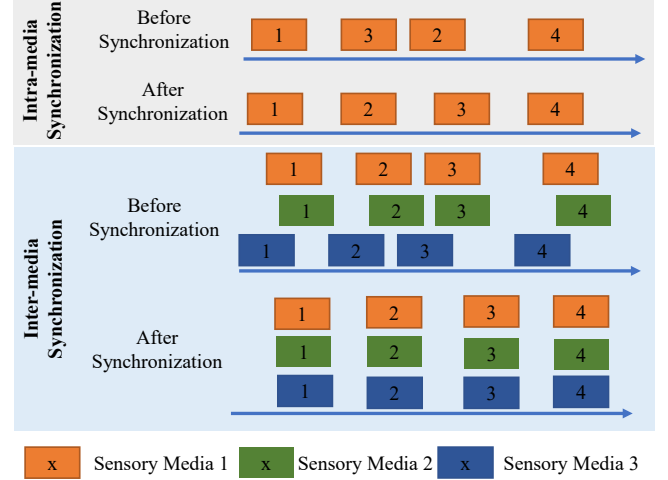 Intra-media
Synchronization
Before
Synchronization
1 3 2 4
After
Synchronization
1 2 3 4
Inter-media
Synchronization
Before
Synchronization
1 2 3 4
1 2 3 4
1 2 3 4
After
Synchronization
1 2 3 4
1 2 3 4
1 2 3 4
x Sensory Media 1 x Sensory Media 2 x Sensory Media 3